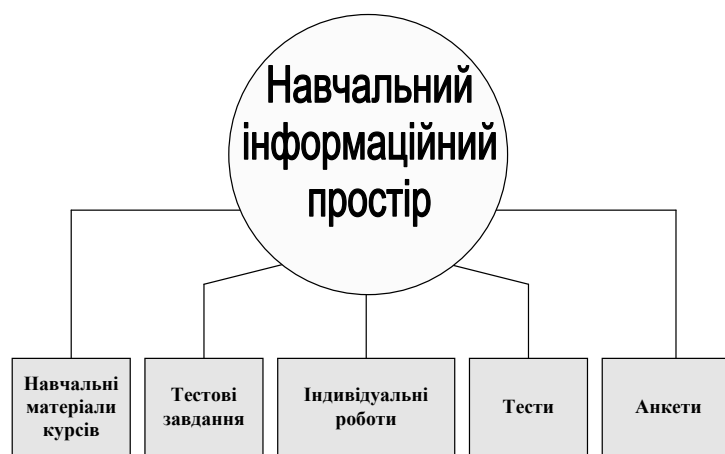 Навчальний
інформаційний
простір
Навчальні
матеріали
курсів
Тестові
завдання
Індивідуальні
роботи
Тести
Анкети